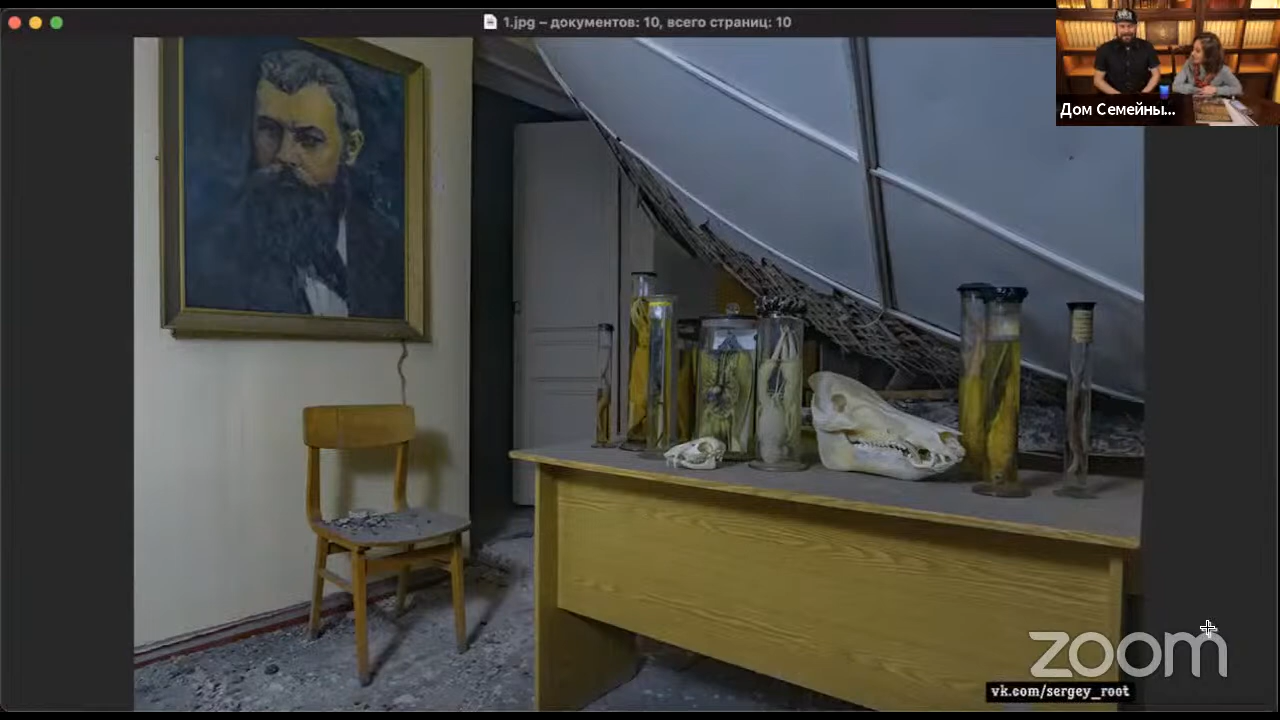 1.jpg – документов: 10, всего страниц: 10
Дом Семейны...
zoom
vk.com/sergey_root